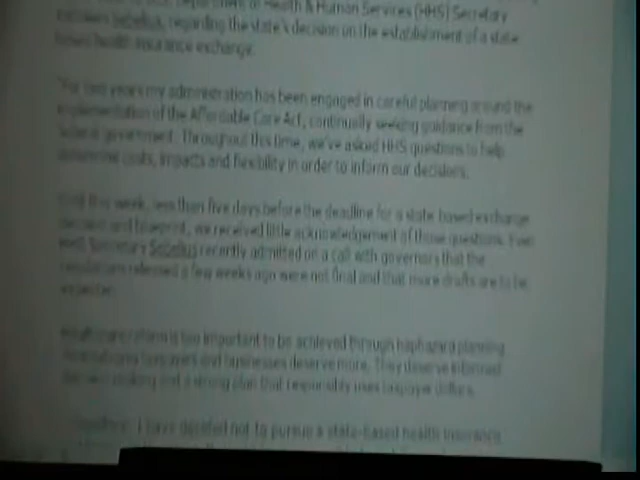 Department of Health & Human Services (HHS) Secretary
Kathleen Sebelius, regarding the state's decision on the establishment of a state
based health insurance exchange.
"For two years my administration has been engaged in careful planning around the
implementation of the Affordable Care Act, continually seeking guidance from the
federal government. Throughout this time, we've asked HHS questions to help
determine costs, impacts and flexibility in order to inform our decisions.
Until this week, less than five days before the deadline for a state based exchange
decision and blueprint, we received little acknowledgement of those questions. Even
well, Secretary Sebelius recently admitted on a call with governors that the
regulations released a few weeks ago were not final and that more drafts are to be
expected.
Healthcare reform is too important to be achieved through haphazard planning.
Pennsylvania taxpayers and businesses deserve more. They deserve informed
decision making and a strong plan that responsibly uses taxpayer dollars.
Therefore, I have decided not to pursue a state-based health insurance